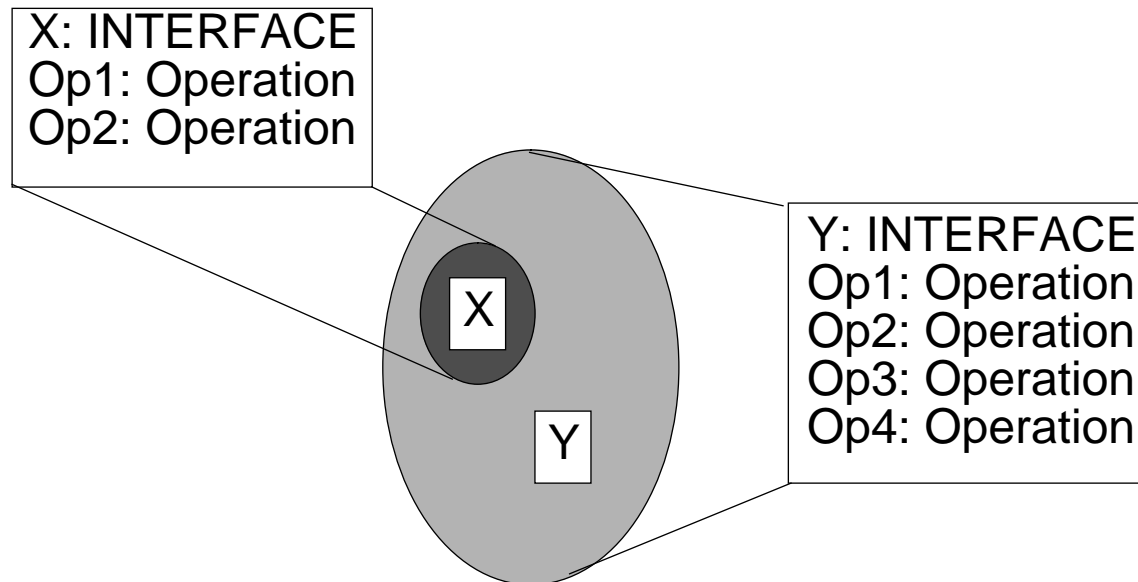 X: INTERFACE
Op1: Operation
Op2: Operation
X
Y
Y: INTERFACE
Op1: Operation
Op2: Operation
Op3: Operation
Op4: Operation